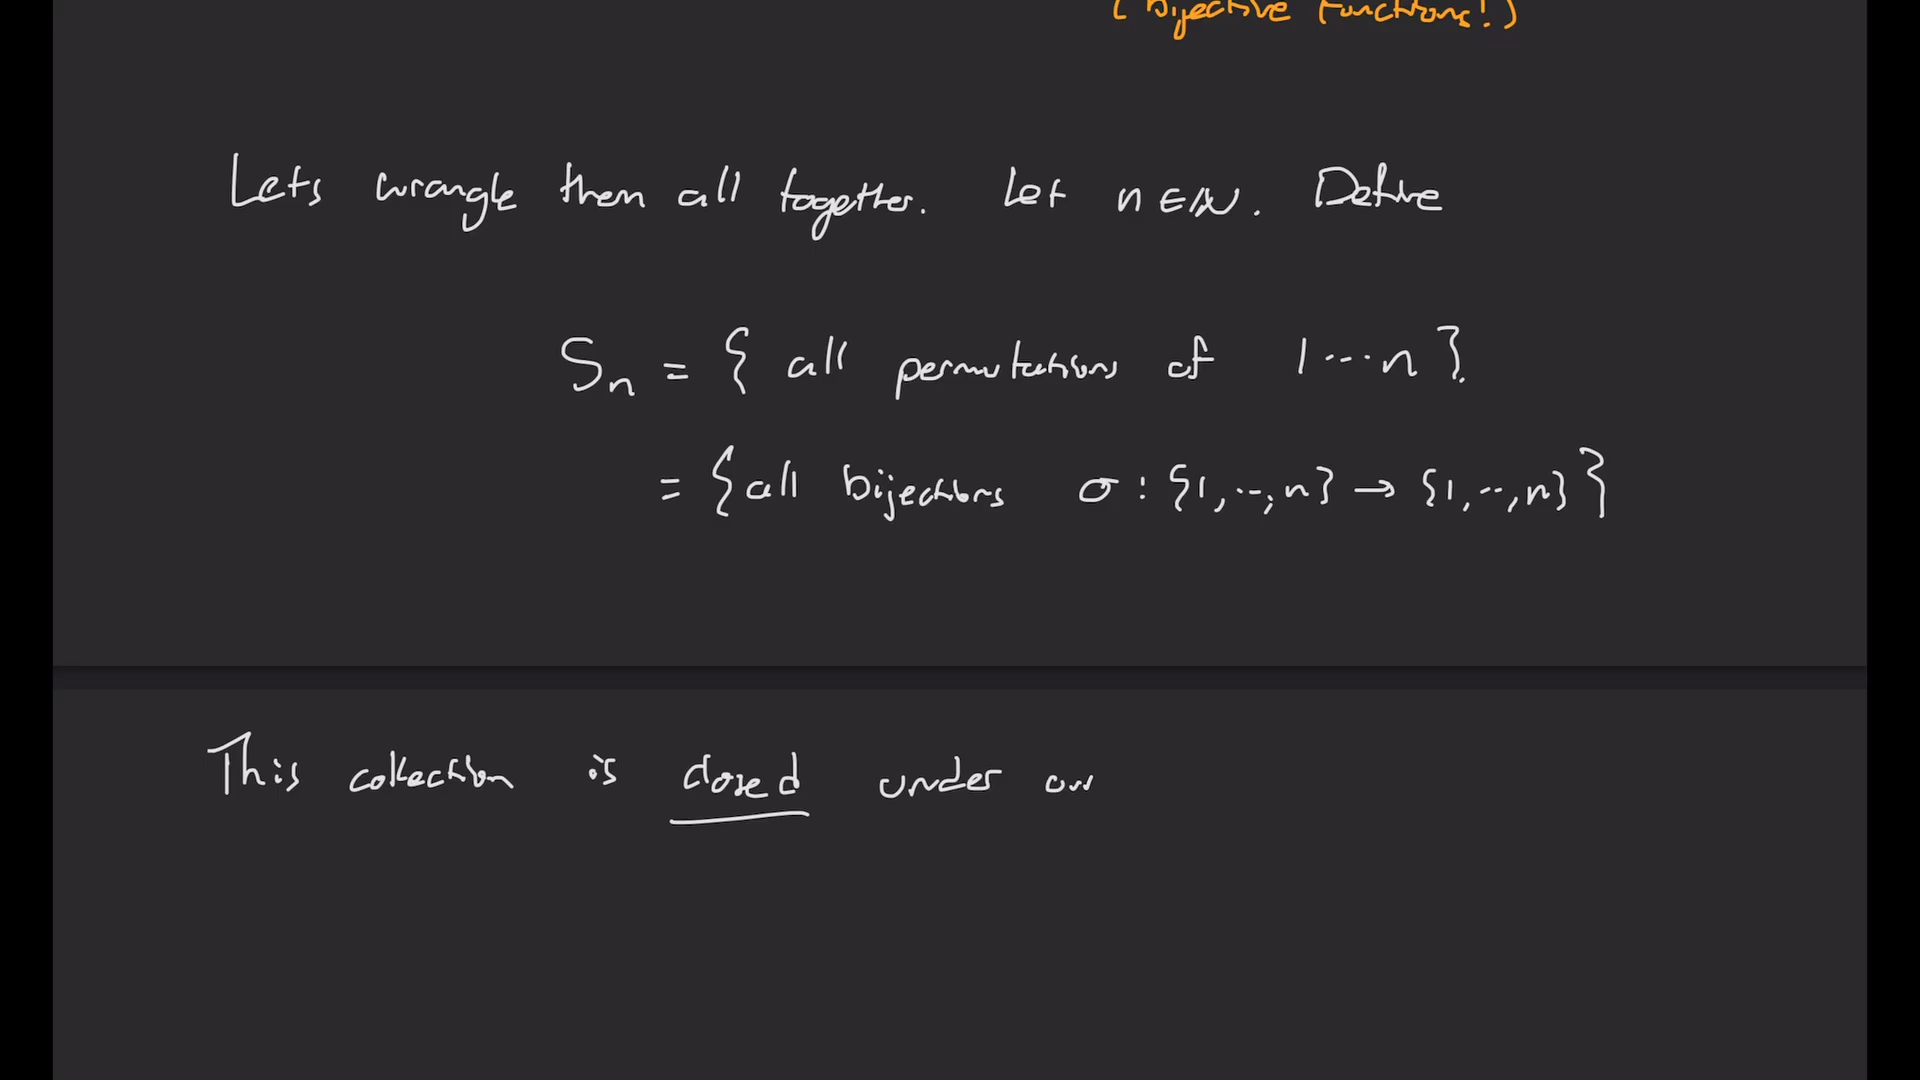 (Bijective Functions!)
Lets wrangle them all together. Let n ∈ ℕ. Define
Sₙ = { all permutations of 1 ··· n }.
= { all bijections σ : {1, .., n} → {1, .., n} }
This collection is closed under our